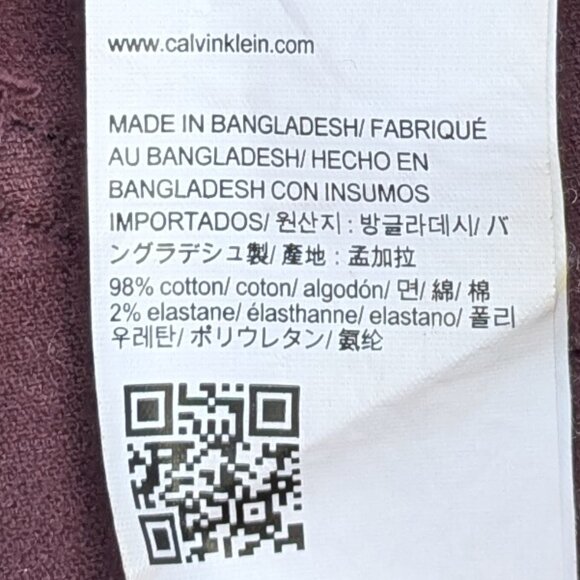 www.calvinklein.com
MADE IN BANGLADESH/ FABRIQUÉ
AU BANGLADESH/ HECHO EN
BANGLADESH CON INSUMOS
IMPORTADOS/ 원산지 : 방글라데시/ バ
ングラデシュ製/ 產地 : 孟加拉
98% cotton/ coton/ algodón/ 면/ 綿/ 棉
2% elastane/ élasthanne/ elastano/ 폴리
우레탄/ ポリウレタン/ 氨纶